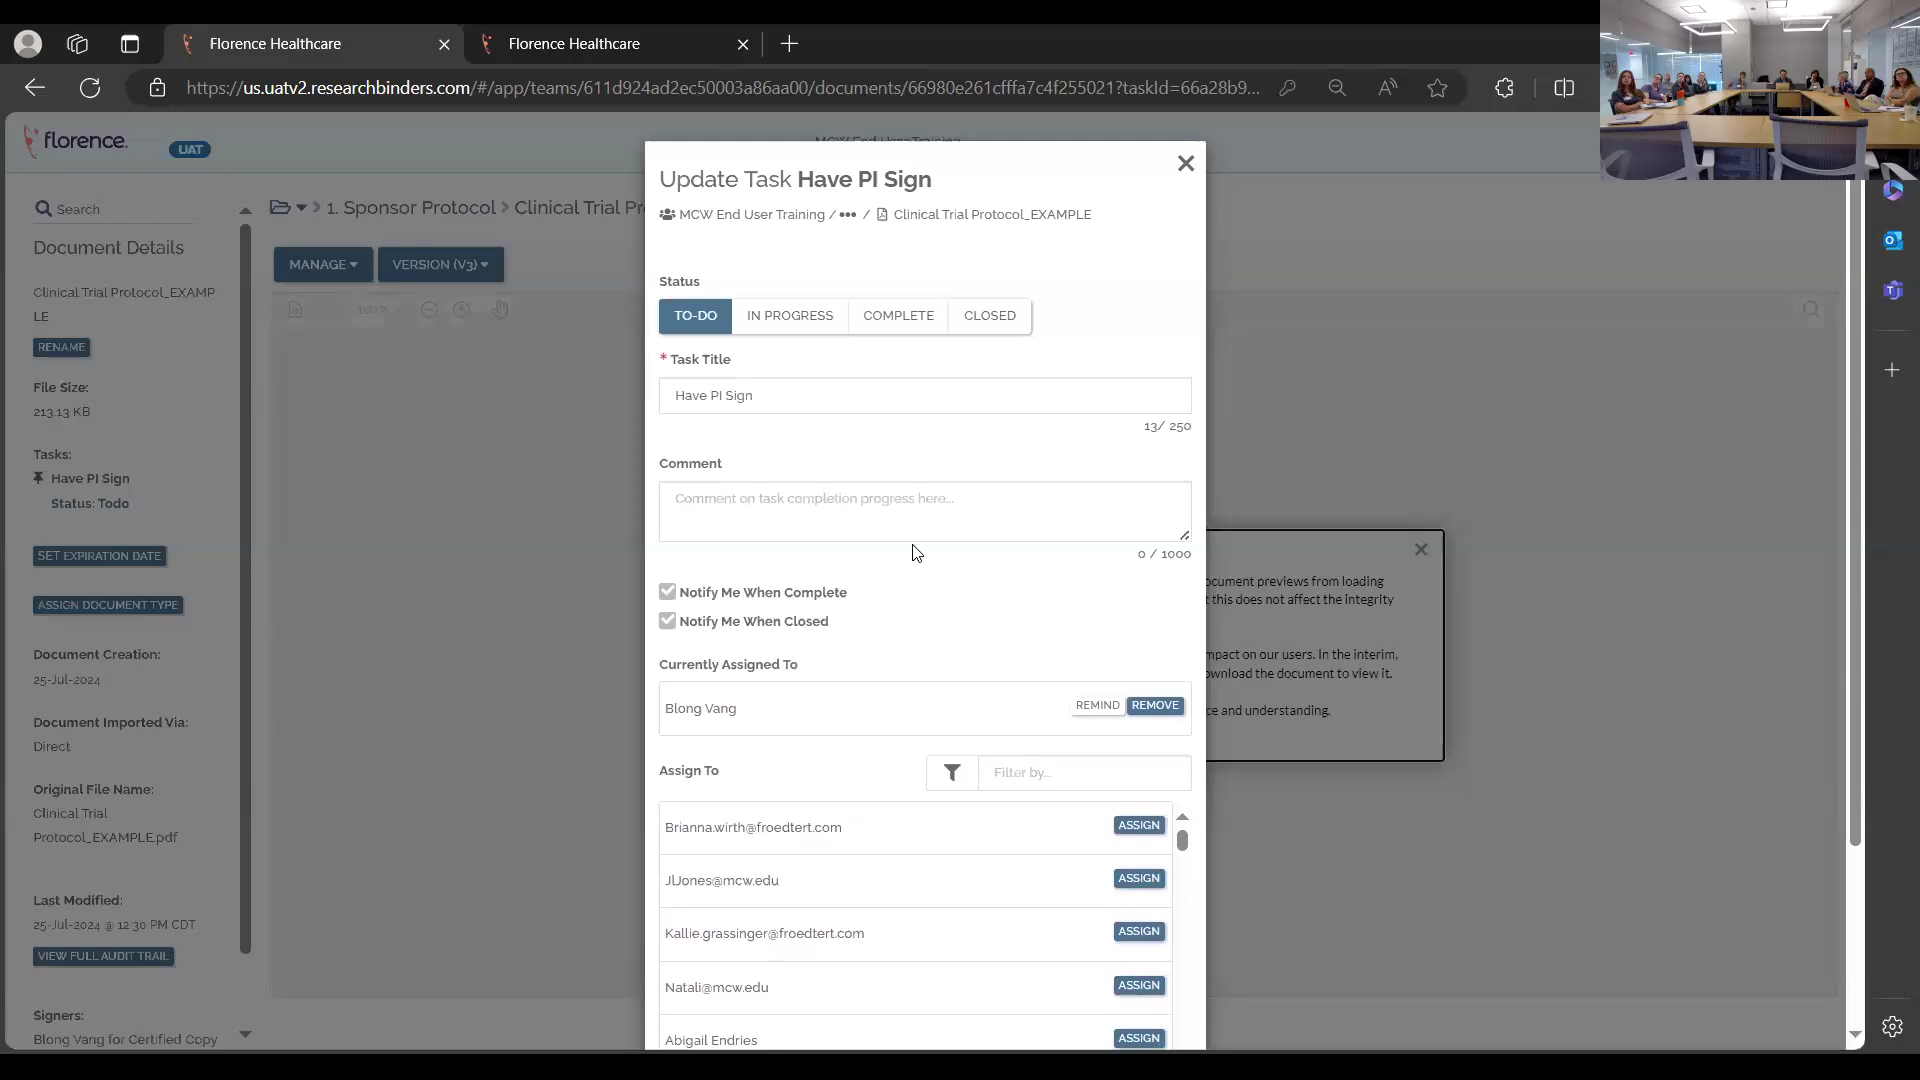 Florence Healthcare
Florence Healthcare
https://us.uatv2.researchbinders.com/#/app/teams/611d924ad2ec50003a86aa00/documents/66980e261cfffa7c4f255021?taskId=66a28b9...
florence.
UAT
MCW End User Training
Search
Document Details
Clinical Trial Protocol_EXAMP
LE
RENAME
File Size:
213.13 KB
Tasks:
Have PI Sign
Status: Todo
SET EXPIRATION DATE
ASSIGN DOCUMENT TYPE
Document Creation:
25-Jul-2024
Document Imported Via:
Direct
Original File Name:
Clinical Trial
Protocol_EXAMPLE.pdf
Last Modified:
25-Jul-2024 @ 12:30 PM CDT
VIEW FULL AUDIT TRAIL
Signers:
Blong Vang for Certified Copy
1. Sponsor Protocol
Clinical Trial Pr
MANAGE
VERSION (V3)
100 %
Update Task Have PI Sign
MCW End User Training / ••• / Clinical Trial Protocol_EXAMPLE
Status
TO-DO IN PROGRESS COMPLETE CLOSED
* Task Title
Have PI Sign
13/ 250
Comment
Comment on task completion progress here...
0 / 1000
Notify Me When Complete
Notify Me When Closed
Currently Assigned To
Blong Vang REMIND REMOVE
Assign To Filter by...
Brianna.wirth@froedtert.com ASSIGN
JlJones@mcw.edu ASSIGN
Kallie.grassinger@froedtert.com ASSIGN
Natali@mcw.edu ASSIGN
Abigail Endries ASSIGN
ocument previews from loading
t this does not affect the integrity
mpact on our users. In the interim,
ownload the document to view it.
ce and understanding.